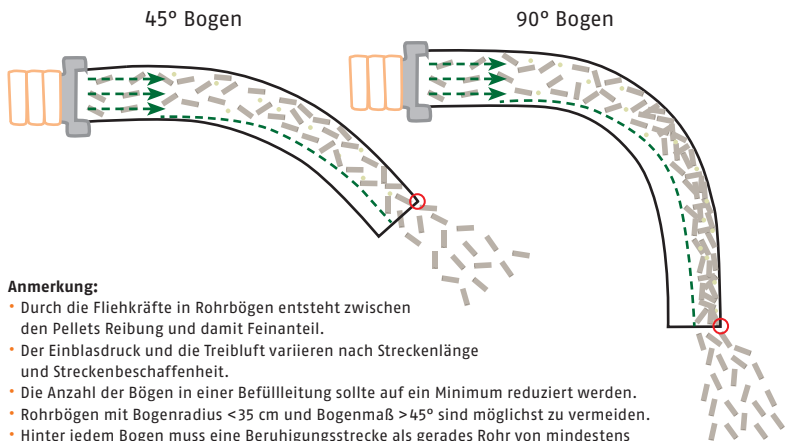 45° Bogen
90° Bogen
Anmerkung:
• Durch die Fliehkräfte in Rohrbögen entsteht zwischen
den Pellets Reibung und damit Feinanteil.
• Der Einblasdruck und die Treibluft variieren nach Streckenlänge
und Streckenbeschaffenheit.
• Die Anzahl der Bögen in einer Befüllleitung sollte auf ein Minimum reduziert werden.
• Rohrbögen mit Bogenradius <35 cm und Bogenmaß >45° sind möglichst zu vermeiden.
• Hinter jedem Bogen muss eine Beruhigungsstrecke als gerades Rohr von mindestens